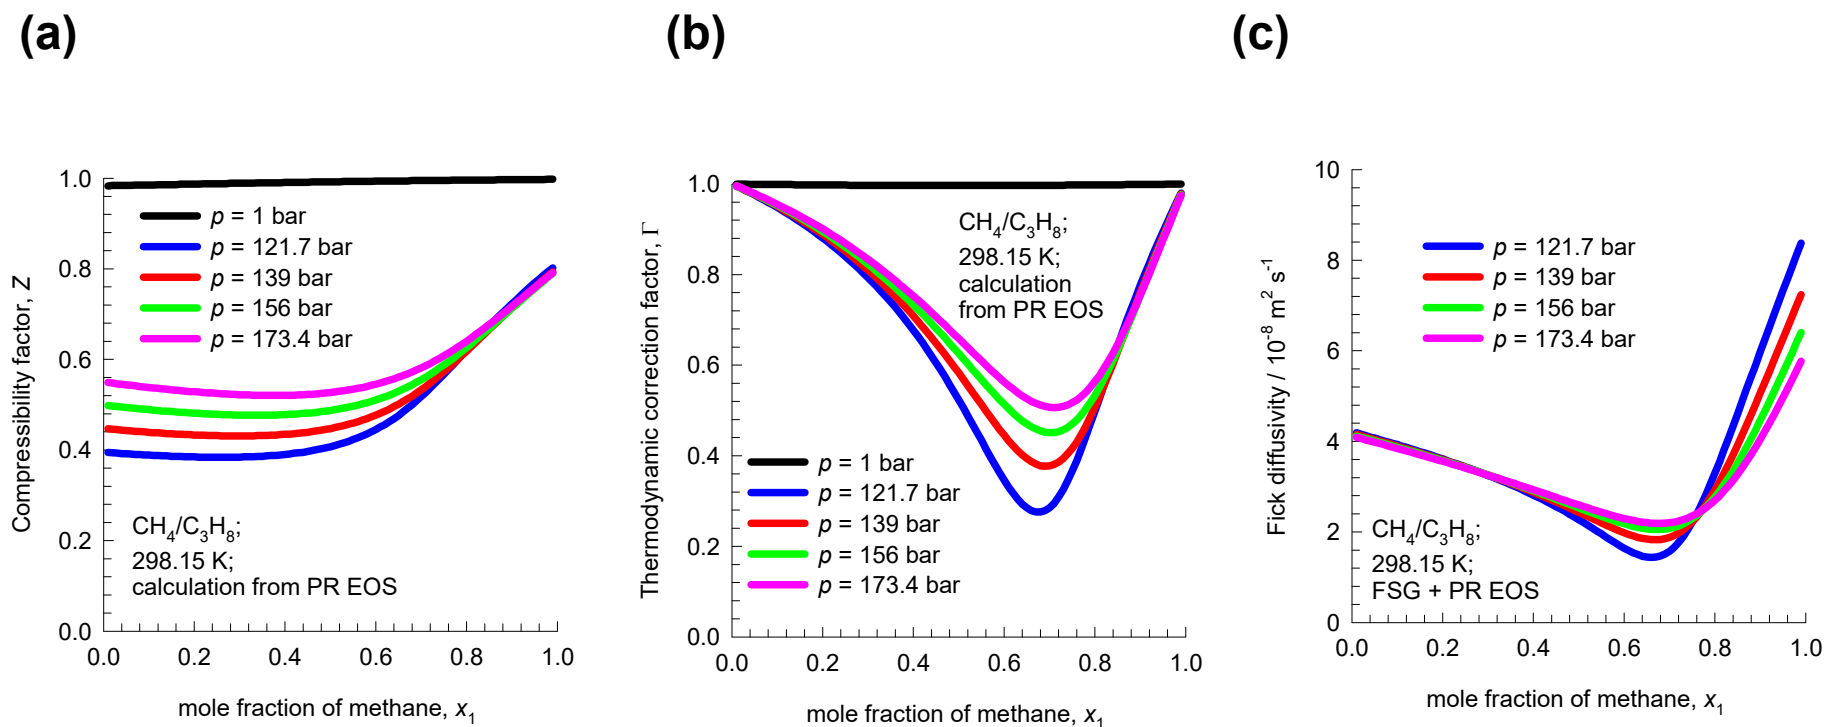 (a)
Compressibility factor, Z
1.0
0.8
0.6
0.4
0.2
0.0
p = 1 bar
p = 121.7 bar
p = 139 bar
p = 156 bar
p = 173.4 bar
CH4/C3H8;
298.15 K;
calculation from PR EOS
0.0 0.2 0.4 0.6 0.8 1.0
mole fraction of methane, x1
(b)
Thermodynamic correction factor, Γ
1.0
0.8
0.6
0.4
0.2
0.0
CH4/C3H8;
298.15 K;
calculation
from PR EOS
p = 1 bar
p = 121.7 bar
p = 139 bar
p = 156 bar
p = 173.4 bar
0.0 0.2 0.4 0.6 0.8 1.0
mole fraction of methane, x1
(c)
Fick diffusivity / 10-8 m2 s-1
10
8
6
4
2
0
p = 121.7 bar
p = 139 bar
p = 156 bar
p = 173.4 bar
CH4/C3H8;
298.15 K;
FSG + PR EOS
0.0 0.2 0.4 0.6 0.8 1.0
mole fraction of methane, x1